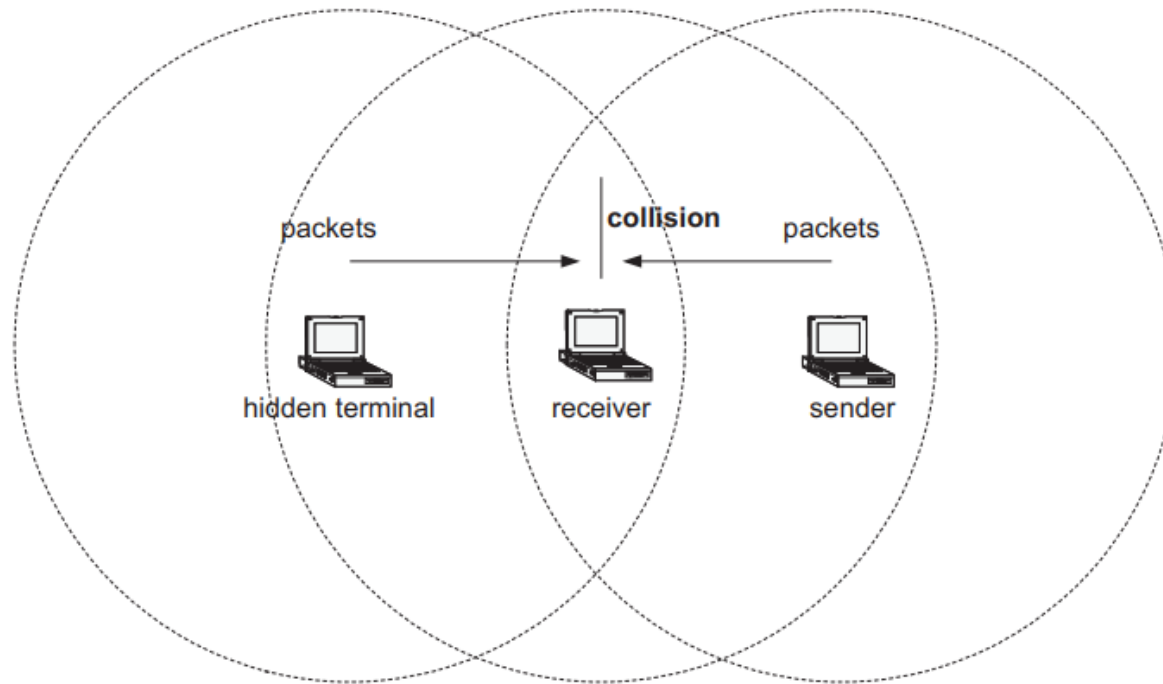 collision
packets
packets
hidden terminal
receiver
sender